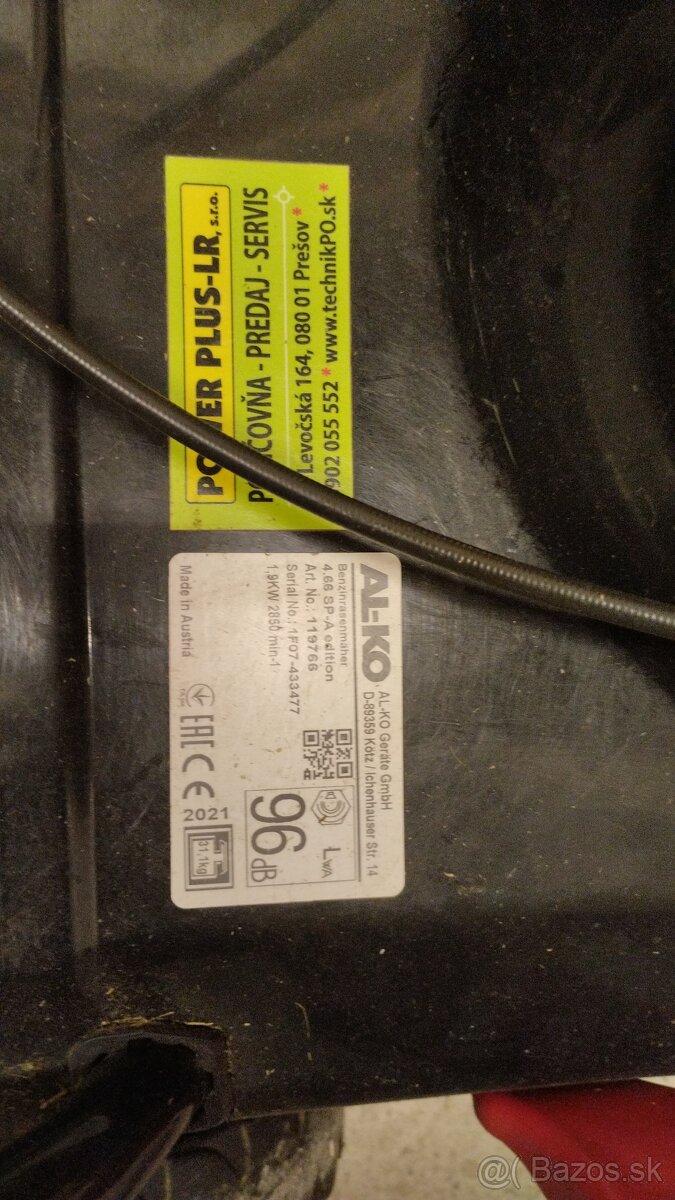 POWER PLUS-LR, s.r.o.
POŽIČOVŇA - PREDAJ - SERVIS
Levočská 164, 080 01 Prešov *
902 055 552 * www.technikPO.sk *
AL-KO
AL-KO Geräte GmbH
D-89359 Kötz / Ichenhauser Str. 14
Benzinrasenmäher
4.66 SP-A edition
Art. No.: 119766
Serial No.: 1F07-433477
1,9KW 2850 min-1
Made in Austria
LWA
96 dB
EAC CE
2021
31,1kg
@ Bazos.sk